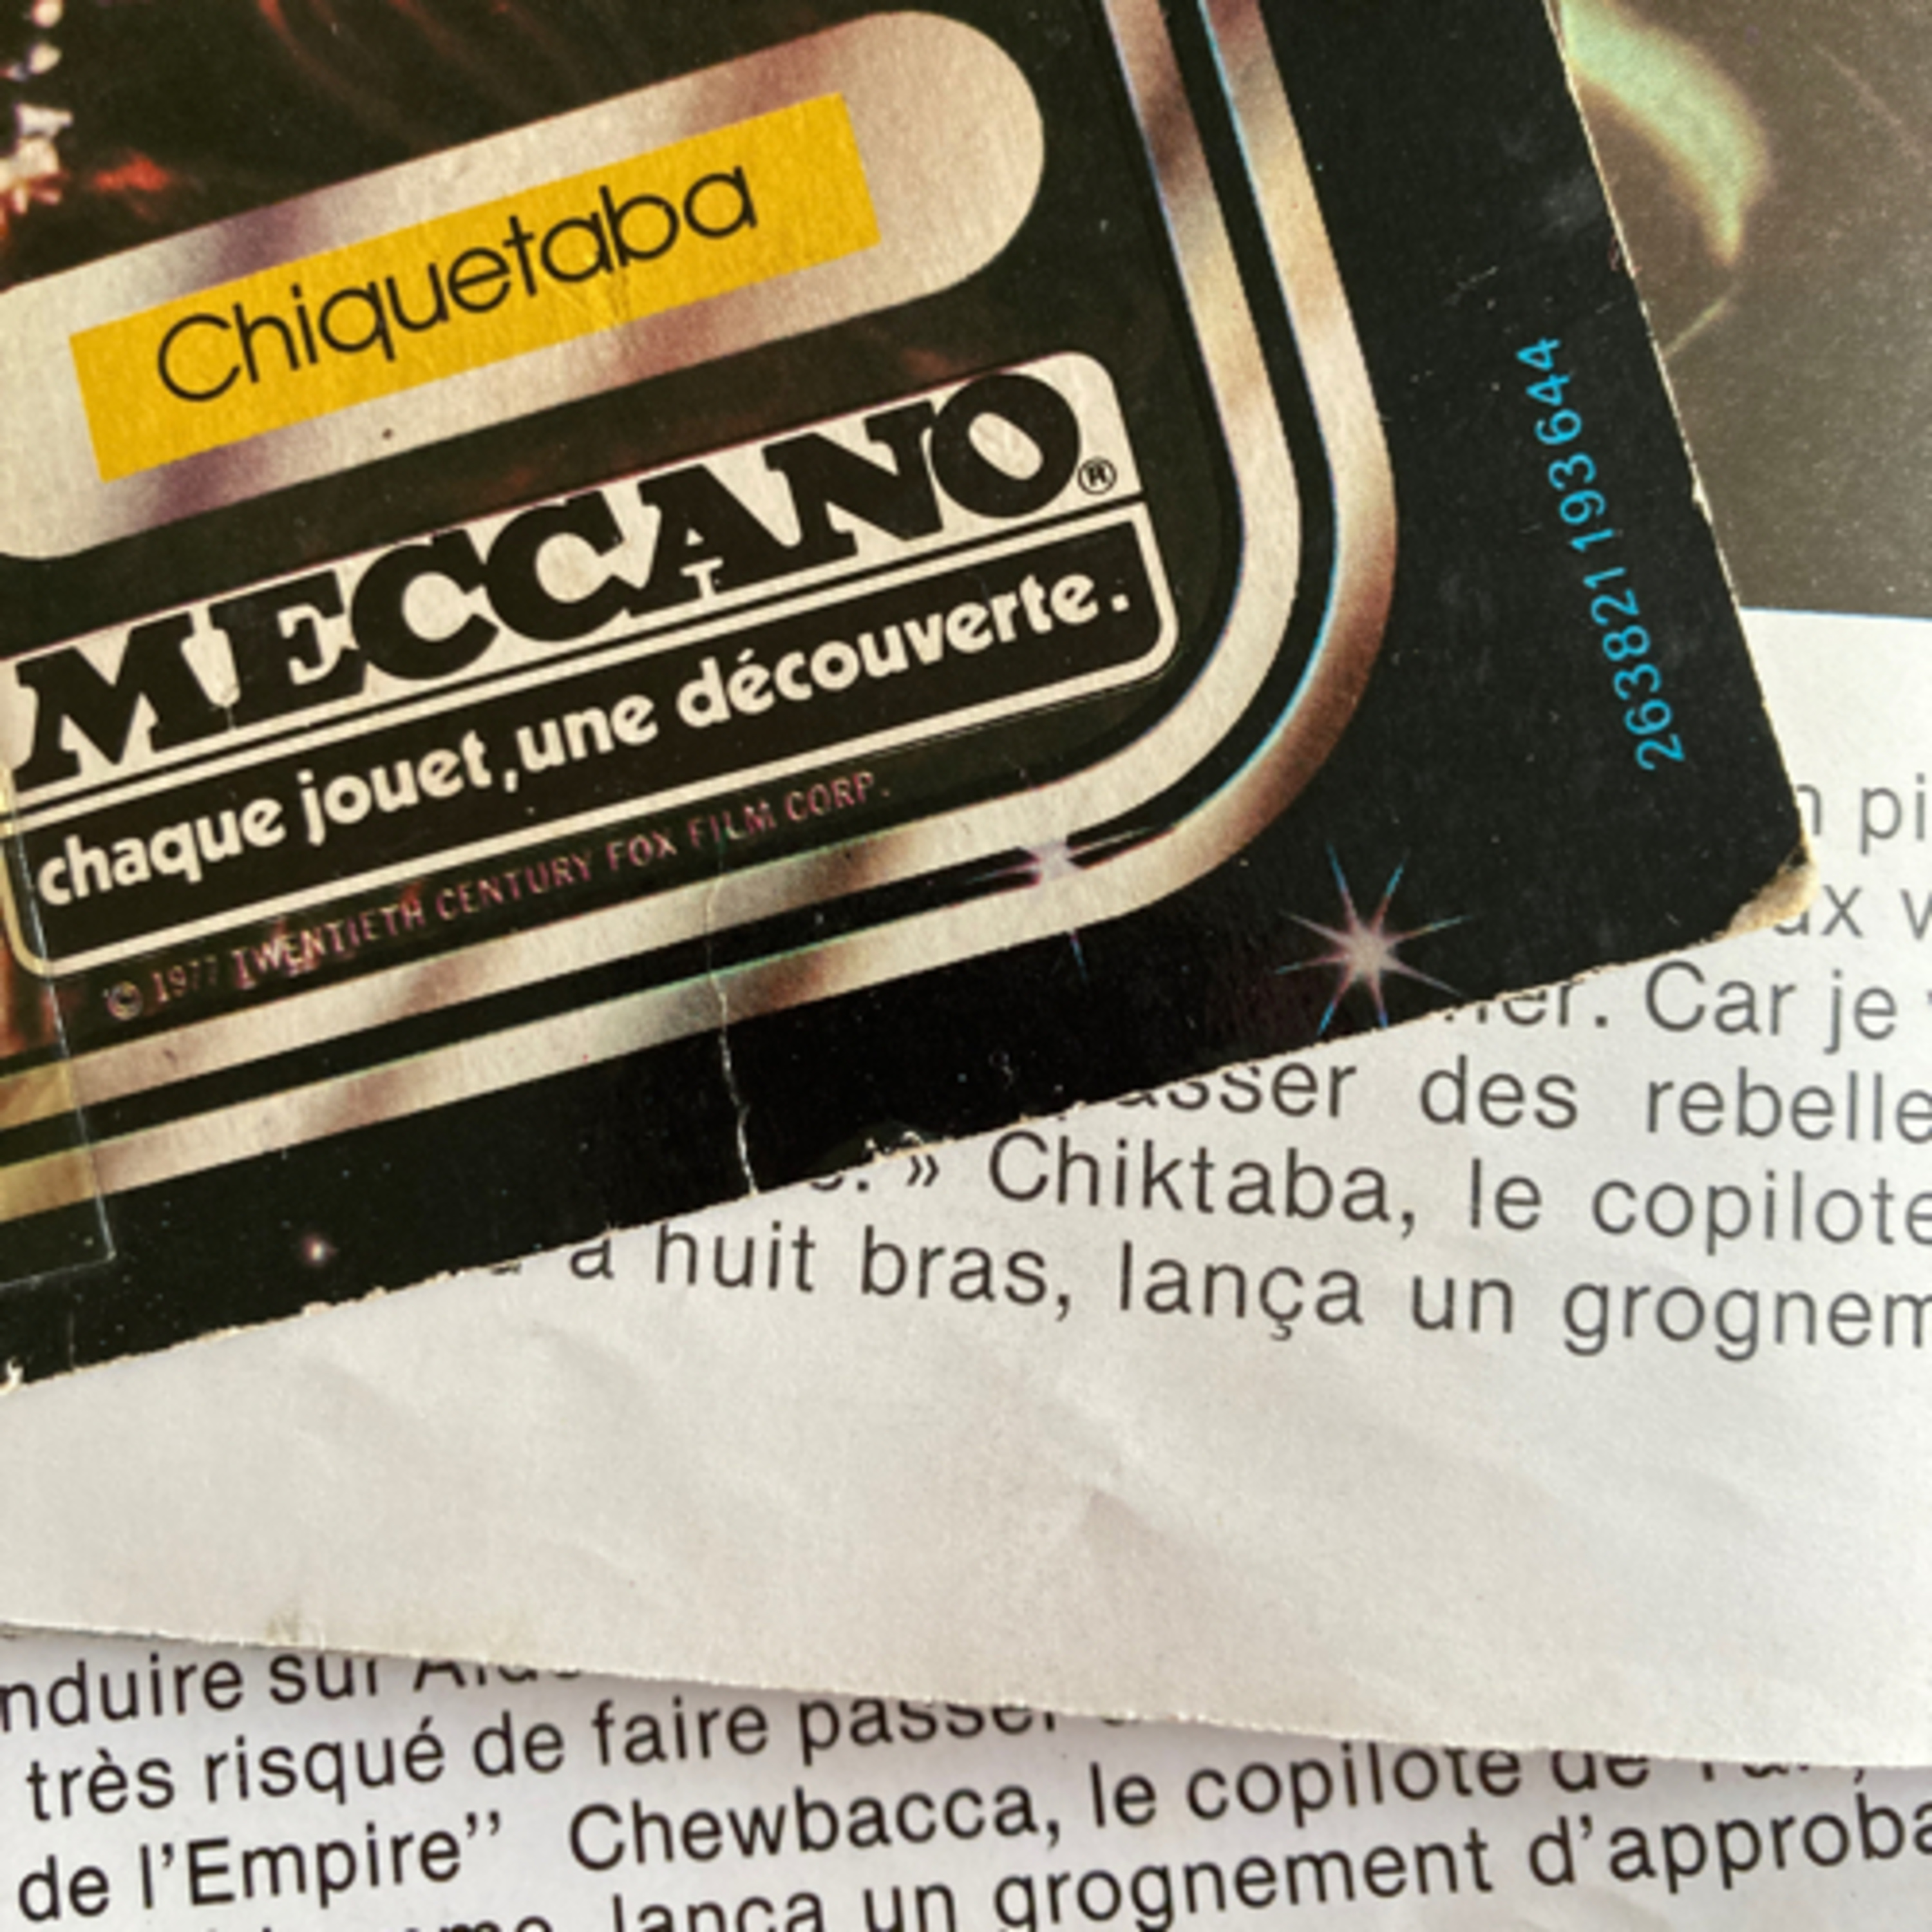 Chiquetaba
MECCANO®
chaque jouet, une découverte.
© 1977 TWENTIETH CENTURY FOX FILM CORP.
263821 193 644
Car je
des rebelle
» Chiktaba, le copilote
à huit bras, lança un grognem
nduire sur
très risqué de faire passer
de l'Empire” Chewbacca, le copilote de
lança un grognement d'approba